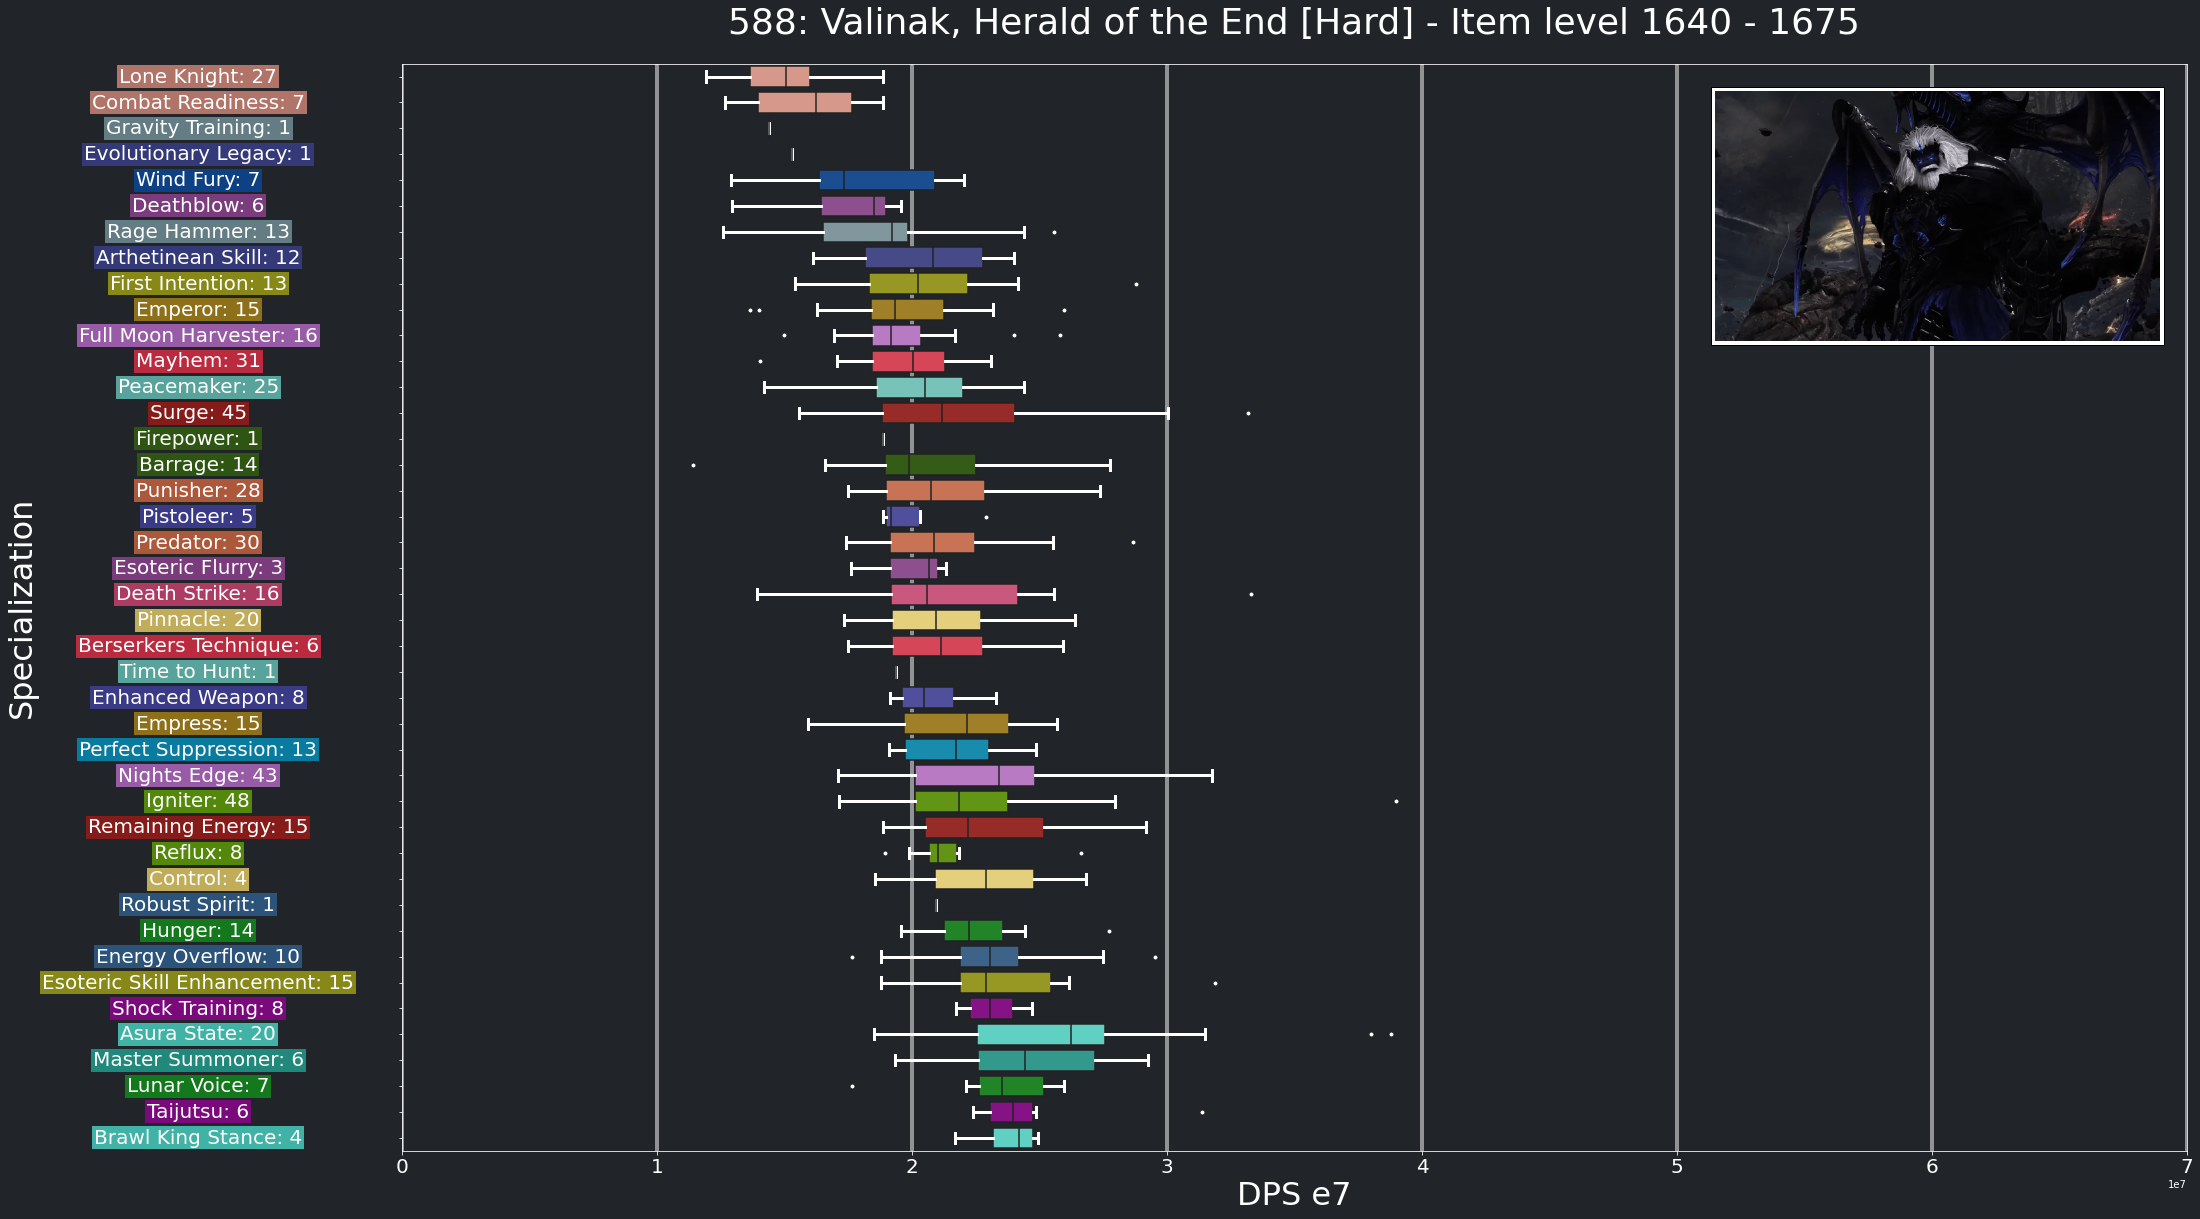 588: Valinak, Herald of the End [Hard] - Item level 1640 - 1675
Specialization
Lone Knight: 27
Combat Readiness: 7
Gravity Training: 1
Evolutionary Legacy: 1
Wind Fury: 7
Deathblow: 6
Rage Hammer: 13
Arthetinean Skill: 12
First Intention: 13
Emperor: 15
Full Moon Harvester: 16
Mayhem: 31
Peacemaker: 25
Surge: 45
Firepower: 1
Barrage: 14
Punisher: 28
Pistoleer: 5
Predator: 30
Esoteric Flurry: 3
Death Strike: 16
Pinnacle: 20
Berserkers Technique: 6
Time to Hunt: 1
Enhanced Weapon: 8
Empress: 15
Perfect Suppression: 13
Nights Edge: 43
Igniter: 48
Remaining Energy: 15
Reflux: 8
Control: 4
Robust Spirit: 1
Hunger: 14
Energy Overflow: 10
Esoteric Skill Enhancement: 15
Shock Training: 8
Asura State: 20
Master Summoner: 6
Lunar Voice: 7
Taijutsu: 6
Brawl King Stance: 4
0 1 2 3 4 5 6 7
1e7
DPS e7